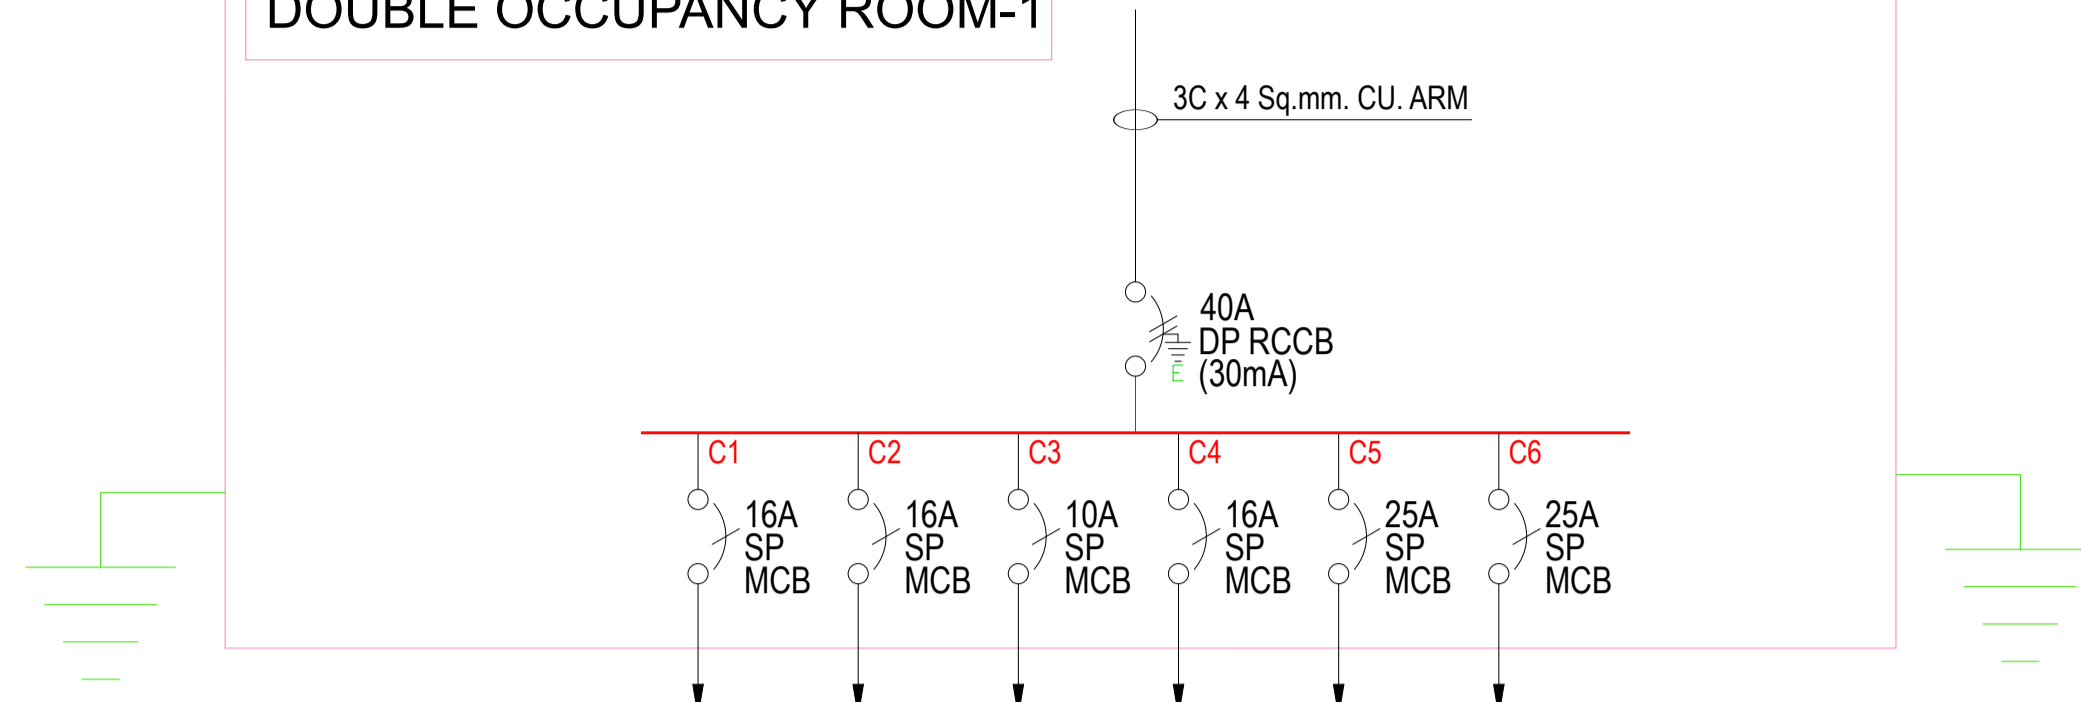 DOUBLE OCCUPANCY ROOM-1
3C x 4 Sq.mm. CU. ARM
40A
DP RCCB
(30mA)
E
C1
C2
C3
C4
C5
C6
16A
SP
MCB
16A
SP
MCB
10A
SP
MCB
16A
SP
MCB
25A
SP
MCB
25A
SP
MCB